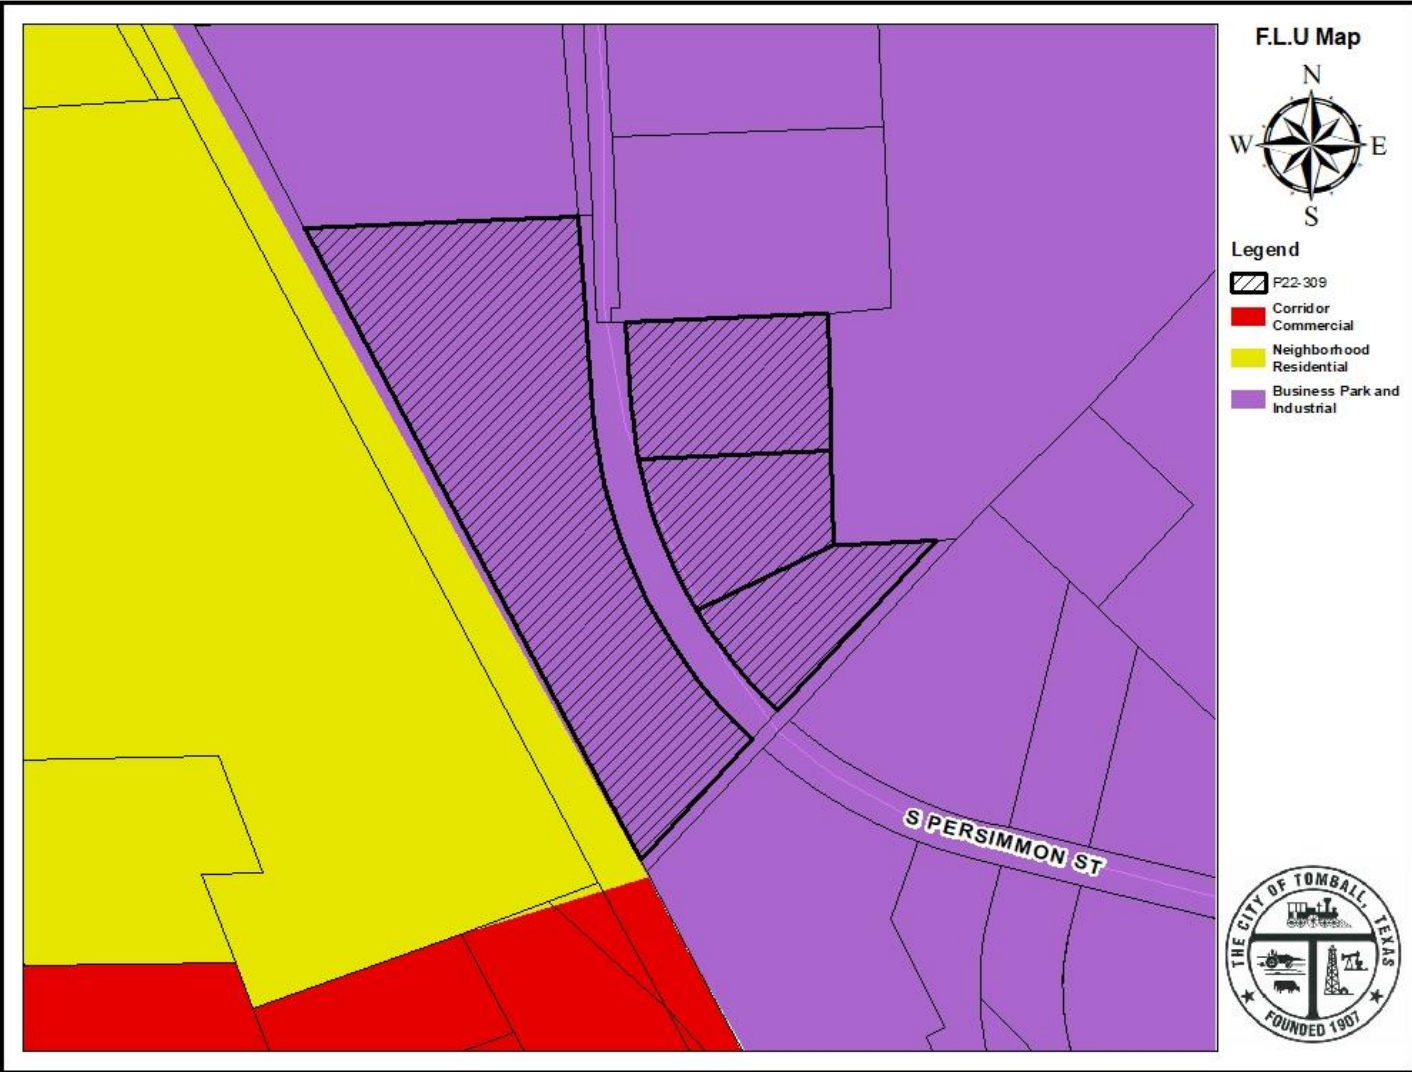 F.L.U Map
N
W E
S
Legend
P22-309
Corridor
Commercial
Neighborhood
Residential
Business Park and
Industrial
S PERSIMMON ST
THE CITY OF TOMBALL, TEXAS
FOUNDED 1907